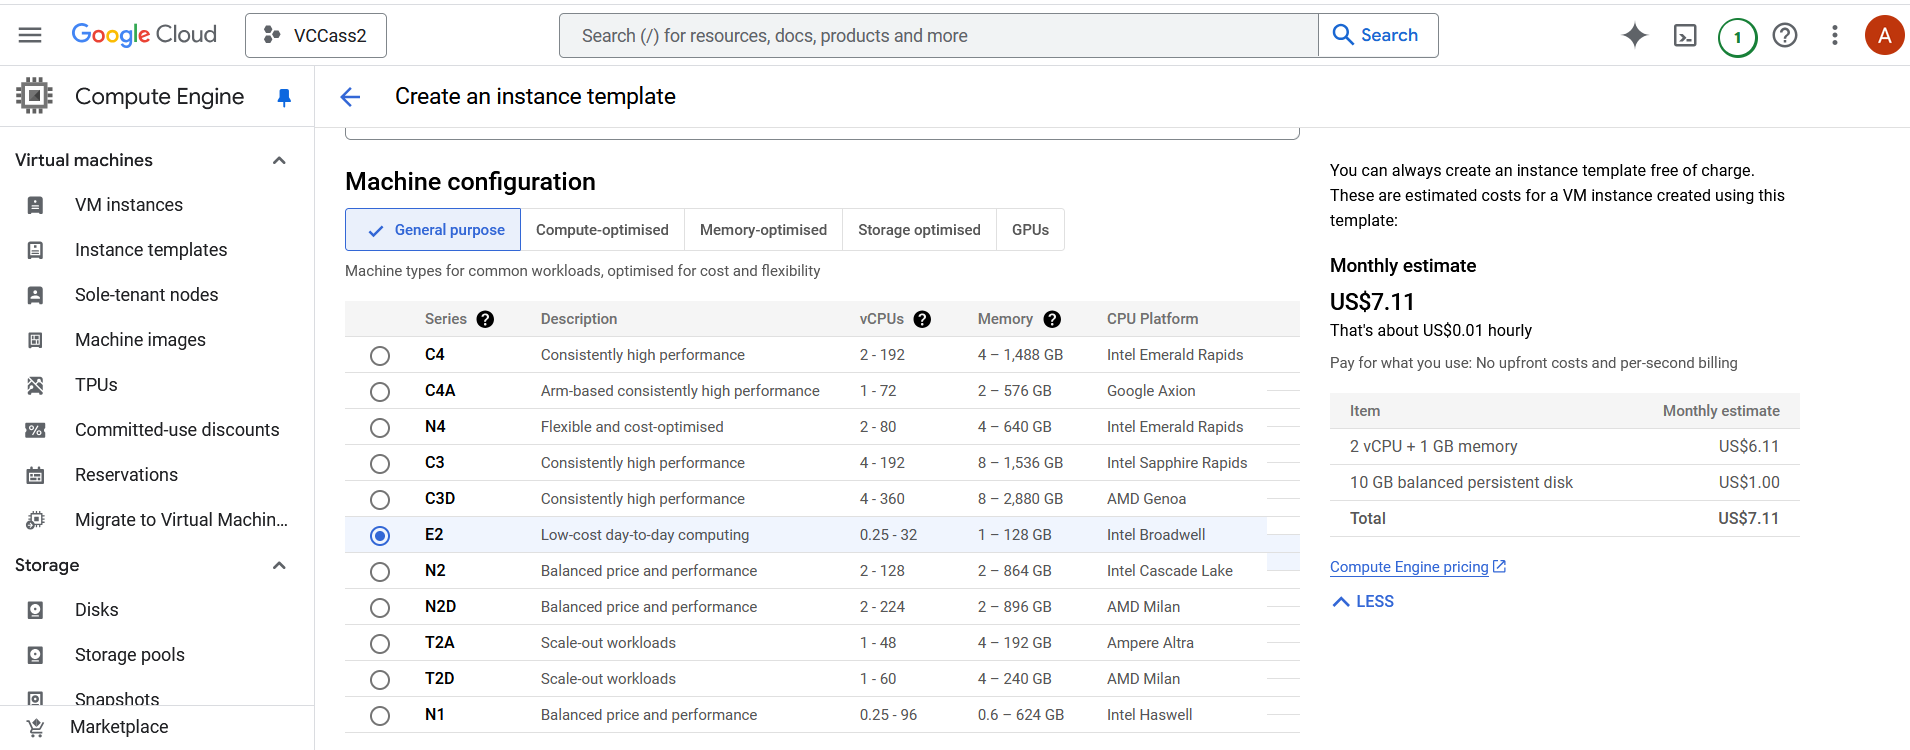 Google Cloud
VCCass2
Search (/) for resources, docs, products and more
Search
1
A
Compute Engine
Create an instance template
Virtual machines
VM instances
Instance templates
Sole-tenant nodes
Machine images
TPUs
Committed-use discounts
Reservations
Migrate to Virtual Machin...
Storage
Disks
Storage pools
Snapshots
Marketplace
Machine configuration
General purpose
Compute-optimised
Memory-optimised
Storage optimised
GPUs
Machine types for common workloads, optimised for cost and flexibility
Series Description vCPUs Memory CPU Platform
C4 Consistently high performance 2 - 192 4 – 1,488 GB Intel Emerald Rapids
C4A Arm-based consistently high performance 1 - 72 2 – 576 GB Google Axion
N4 Flexible and cost-optimised 2 - 80 4 – 640 GB Intel Emerald Rapids
C3 Consistently high performance 4 - 192 8 – 1,536 GB Intel Sapphire Rapids
C3D Consistently high performance 4 - 360 8 – 2,880 GB AMD Genoa
E2 Low-cost day-to-day computing 0.25 - 32 1 – 128 GB Intel Broadwell
N2 Balanced price and performance 2 - 128 2 – 864 GB Intel Cascade Lake
N2D Balanced price and performance 2 - 224 2 – 896 GB AMD Milan
T2A Scale-out workloads 1 - 48 4 – 192 GB Ampere Altra
T2D Scale-out workloads 1 - 60 4 – 240 GB AMD Milan
N1 Balanced price and performance 0.25 - 96 0.6 – 624 GB Intel Haswell
You can always create an instance template free of charge.
These are estimated costs for a VM instance created using this
template:
Monthly estimate
US$7.11
That's about US$0.01 hourly
Pay for what you use: No upfront costs and per-second billing
Item Monthly estimate
2 vCPU + 1 GB memory US$6.11
10 GB balanced persistent disk US$1.00
Total US$7.11
Compute Engine pricing
LESS